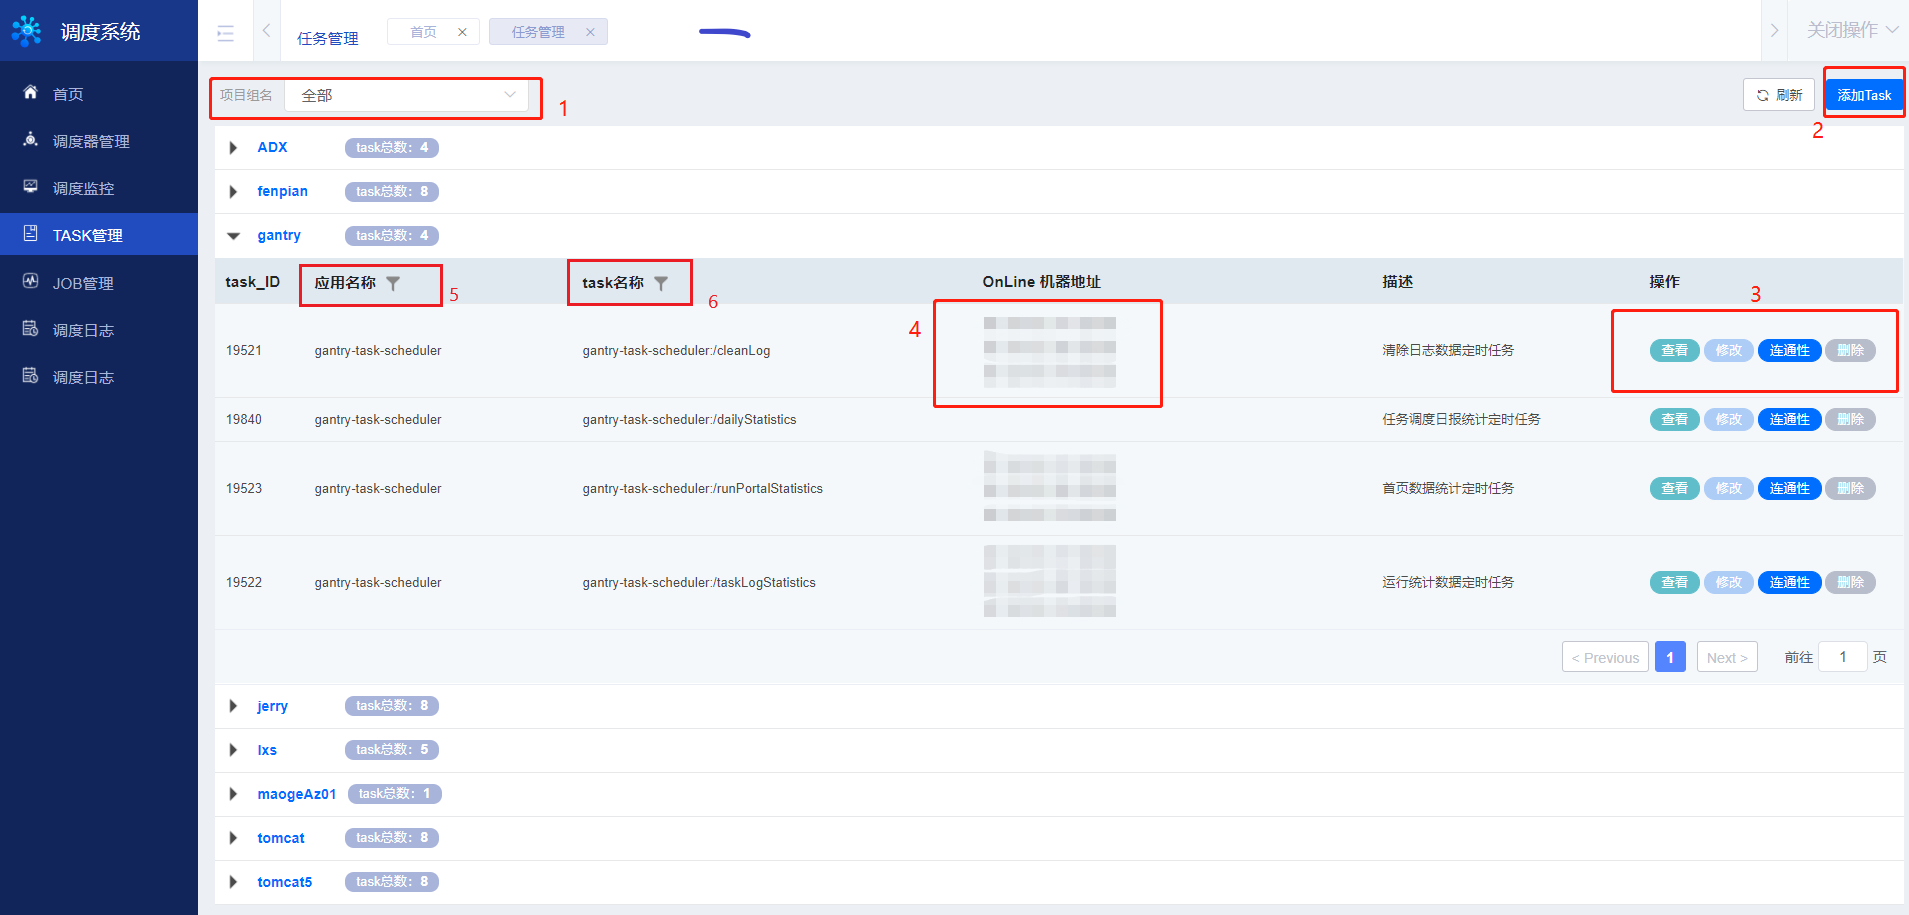 调度系统
任务管理 首页 任务管理 关闭操作
首页
调度器管理
调度监控
TASK管理
JOB管理
调度日志
调度日志
项目组名 全部 1 刷新 添加Task
2
ADX task总数：4
fenpian task总数：8
gantry task总数：4
task_ID 应用名称 5 task名称 6 OnLine 机器地址 描述 操作
3
4
19521 gantry-task-scheduler gantry-task-scheduler:/cleanLog 清除日志数据定时任务 查看 修改 连通性 删除
19840 gantry-task-scheduler gantry-task-scheduler:/dailyStatistics 任务调度日报统计定时任务 查看 修改 连通性 删除
19523 gantry-task-scheduler gantry-task-scheduler:/runPortalStatistics 首页数据统计定时任务 查看 修改 连通性 删除
19522 gantry-task-scheduler gantry-task-scheduler:/taskLogStatistics 运行统计数据定时任务 查看 修改 连通性 删除
< Previous 1 Next > 前往 1 页
jerry task总数：8
lxs task总数：5
maogeAz01 task总数：1
tomcat task总数：8
tomcat5 task总数：8